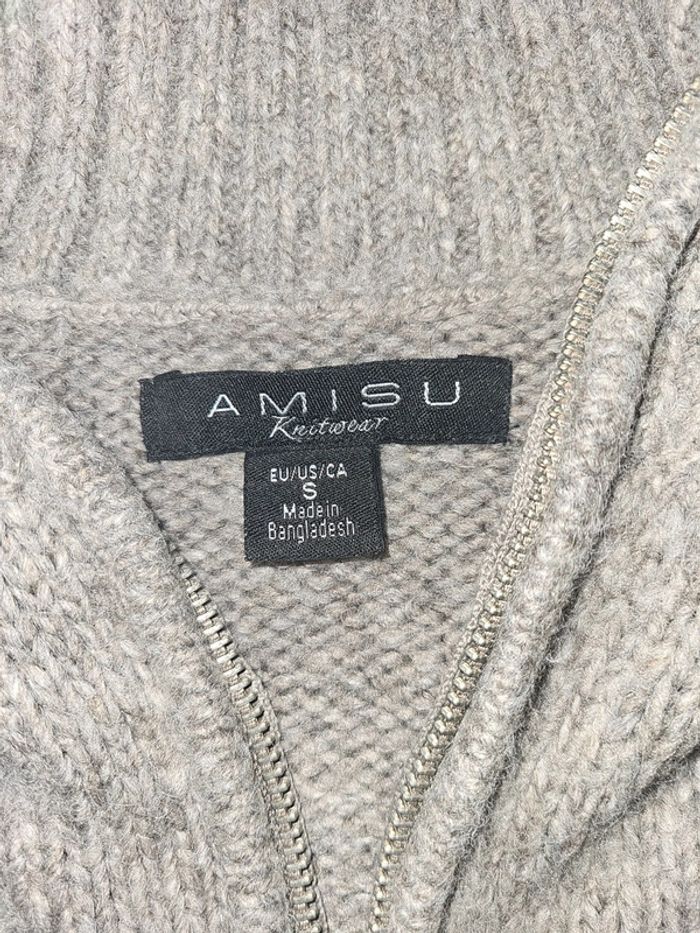 AMISU
Knitwear
EU/US/CA
S
Made in
Bangladesh